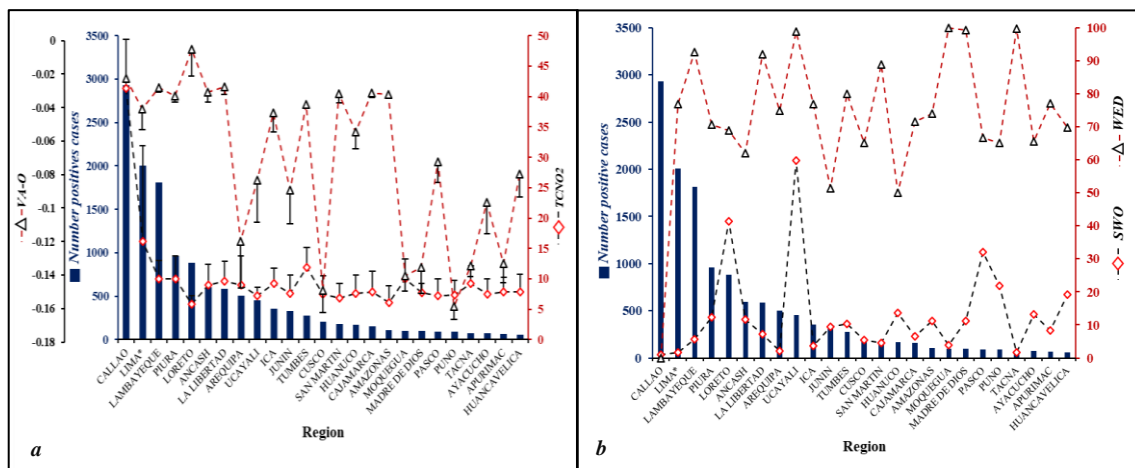 0
-0.02
-0.04
-0.06
-0.08
-0.1
-0.12
-0.14
-0.16
-0.18
VA-O
3500
3000
2500
2000
1500
1000
500
0
Number positives cases
50
45
40
35
30
25
20
15
10
5
0
TCNO2
CALLAO
LIMA*
LAMBAYEQUE
PIURA
LORETO
ANCASH
LA LIBERTAD
AREQUIPA
UCAYALI
ICA
JUNIN
TUMBES
CUSCO
SAN MARTIN
HUANUCO
CAJAMARCA
AMAZONAS
MOQUEGUA
MADRE DE DIOS
PASCO
PUNO
TACNA
AYACUCHO
APURIMAC
HUANCAVELICA
Region
a
3500
3000
2500
2000
1500
1000
500
0
Number positive cases
100
90
80
70
60
50
40
30
20
10
0
WED
SWO
CALLAO
LIMA*
LAMBAYEQUE
PIURA
LORETO
ANCASH
LA LIBERTAD
AREQUIPA
UCAYALI
ICA
JUNIN
TUMBES
CUSCO
SAN MARTIN
HUANUCO
CAJAMARCA
AMAZONAS
MOQUEGUA
MADRE DE DIOS
PASCO
PUNO
TACNA
AYACUCHO
APURIMAC
HUANCAVELICA
Region
b